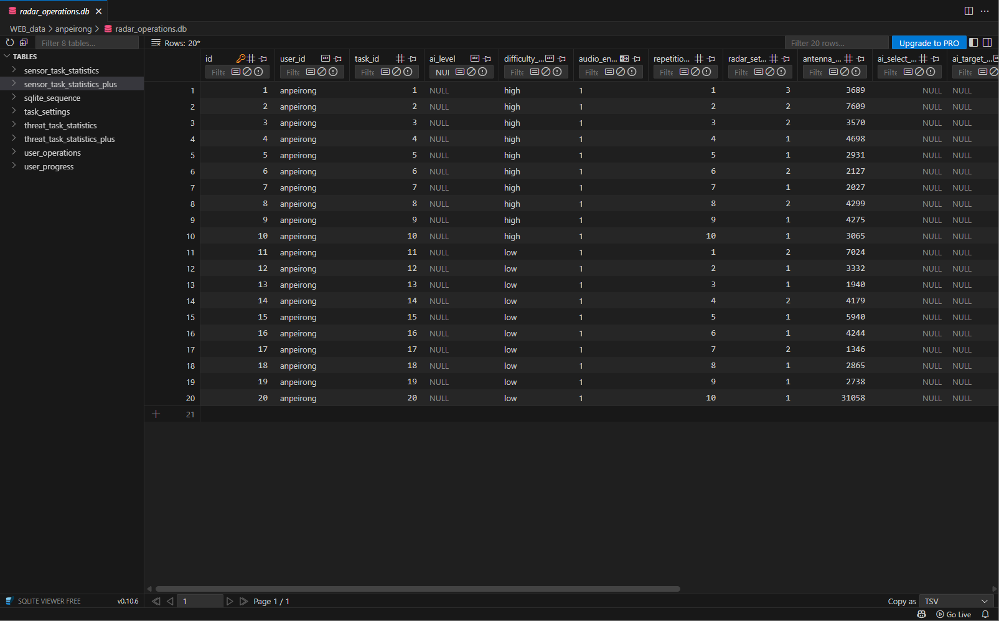 radar_operations.db
WEB_data > anpeirong > radar_operations.db
Filter 8 tables...
Rows: 20*
Filter 20 rows...
Upgrade to PRO
TABLES
sensor_task_statistics
sensor_task_statistics_plus
sqlite_sequence
task_settings
threat_task_statistics
threat_task_statistics_plus
user_operations
user_progress
id user_id task_id ai_level difficulty_... audio_en... repetitio... radar_set... antenna_... ai_select_... ai_target_...
Filte Filte Filte NUI Filte Filte Filte Filte Filte Filte Filte
1 1 anpeirong 1 NULL high 1 1 3 3689 NULL NULL
2 2 anpeirong 2 NULL high 1 2 2 7609 NULL NULL
3 3 anpeirong 3 NULL high 1 3 2 3570 NULL NULL
4 4 anpeirong 4 NULL high 1 4 1 4698 NULL NULL
5 5 anpeirong 5 NULL high 1 5 1 2931 NULL NULL
6 6 anpeirong 6 NULL high 1 6 2 2127 NULL NULL
7 7 anpeirong 7 NULL high 1 7 1 2027 NULL NULL
8 8 anpeirong 8 NULL high 1 8 2 4299 NULL NULL
9 9 anpeirong 9 NULL high 1 9 1 4275 NULL NULL
10 10 anpeirong 10 NULL high 1 10 1 3065 NULL NULL
11 11 anpeirong 11 NULL low 1 1 2 7024 NULL NULL
12 12 anpeirong 12 NULL low 1 2 1 3332 NULL NULL
13 13 anpeirong 13 NULL low 1 3 1 1940 NULL NULL
14 14 anpeirong 14 NULL low 1 4 2 4179 NULL NULL
15 15 anpeirong 15 NULL low 1 5 1 5940 NULL NULL
16 16 anpeirong 16 NULL low 1 6 1 4244 NULL NULL
17 17 anpeirong 17 NULL low 1 7 2 1346 NULL NULL
18 18 anpeirong 18 NULL low 1 8 1 2865 NULL NULL
19 19 anpeirong 19 NULL low 1 9 1 2738 NULL NULL
20 20 anpeirong 20 NULL low 1 10 1 31058 NULL NULL
21
SQLITE VIEWER FREE v0.10.6
1
Page 1 / 1
Copy as TSV
Go Live